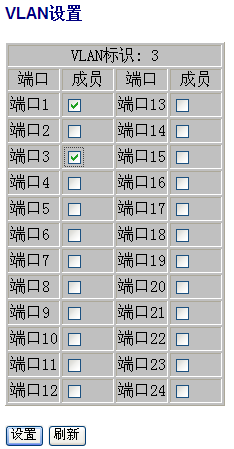 VLAN设置
VLAN标识: 3
端口 成员 端口 成员
端口1 端口13
端口2 端口14
端口3 端口15
端口4 端口16
端口5 端口17
端口6 端口18
端口7 端口19
端口8 端口20
端口9 端口21
端口10 端口22
端口11 端口23
端口12 端口24
设置 刷新